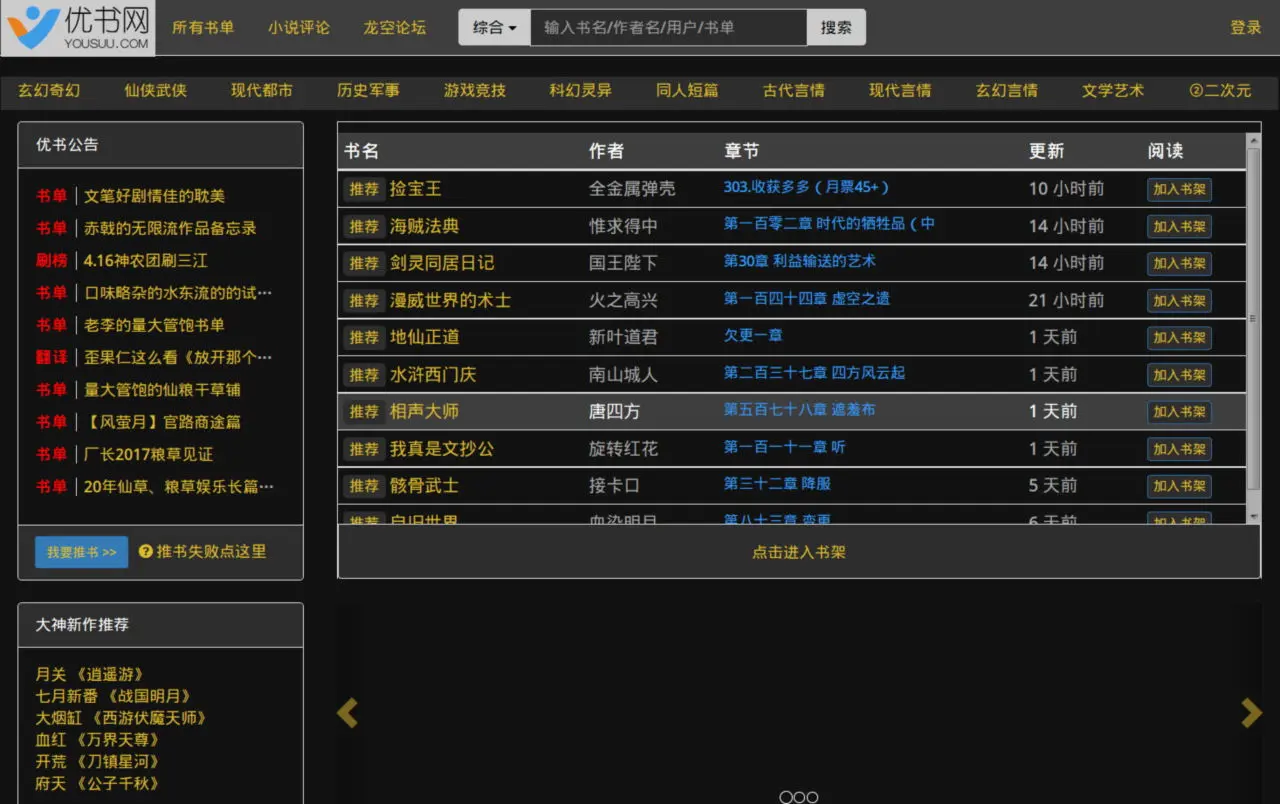 优书网
YOUSUU.COM
所有书单 小说评论 龙空论坛 综合 输入书名/作者名/用户/书单 搜索 登录
玄幻奇幻 仙侠武侠 现代都市 历史军事 游戏竞技 科幻灵异 同人短篇 古代言情 现代言情 玄幻言情 文学艺术 ②二次元
优书公告
书单 | 文笔好剧情佳的耽美
书单 | 赤戟的无限流作品备忘录
刷榜 | 4.16神农团刷三江
书单 | 口味略杂的水东流的的试…
书单 | 老李的量大管饱书单
翻译 | 歪果仁这么看《放开那个…
书单 | 量大管饱的仙粮干草铺
书单 | 【风萤月】官路商途篇
书单 | 厂长2017粮草见证
书单 | 20年仙草、粮草娱乐长篇…
我要推书 >> ?推书失败点这里
书名 作者 章节 更新 阅读
推荐 捡宝王 全金属弹壳 303.收获多多（月票45+） 10 小时前 加入书架
推荐 海贼法典 惟求得中 第一百零二章 时代的牺牲品（中 14 小时前 加入书架
推荐 剑灵同居日记 国王陛下 第30章 利益输送的艺术 14 小时前 加入书架
推荐 漫威世界的术士 火之高兴 第一百四十四章 虚空之遗 21 小时前 加入书架
推荐 地仙正道 新叶道君 欠更一章 1 天前 加入书架
推荐 水浒西门庆 南山城人 第二百三十七章 四方风云起 1 天前 加入书架
推荐 相声大师 唐四方 第五百七十八章 遮羞布 1 天前 加入书架
推荐 我真是文抄公 旋转红花 第一百一十一章 听 1 天前 加入书架
推荐 骸骨武士 接卡口 第三十二章 降服 5 天前 加入书架
推荐 自旧世界 血染明月 第八十三章 变更 6 天前 加入书架
点击进入书架
大神新作推荐
月关 《逍遥游》
七月新番 《战国明月》
大烟缸 《西游伏魔天师》
血红 《万界天尊》
开荒 《刀镇星河》
府天 《公子千秋》